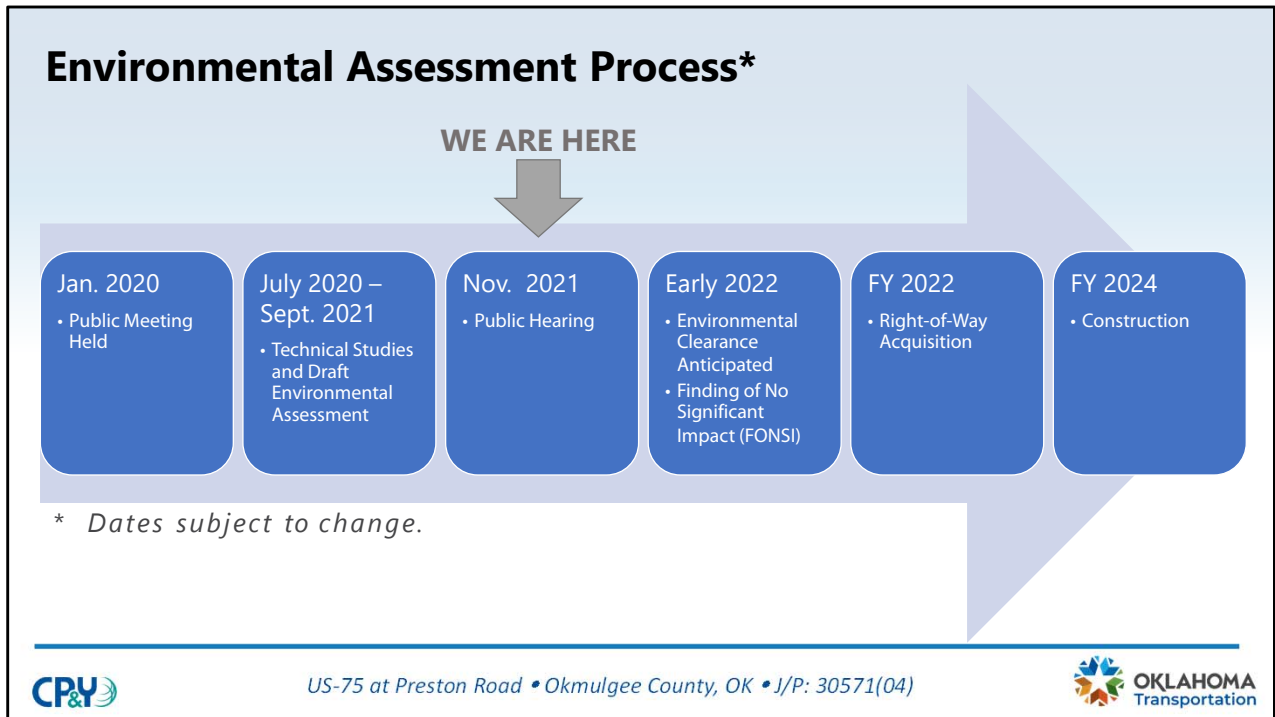 Environmental Assessment Process*
WE ARE HERE
Jan. 2020
• Public Meeting
Held
July 2020 –
Sept. 2021
• Technical Studies
and Draft
Environmental
Assessment
Nov. 2021
• Public Hearing
Early 2022
• Environmental
Clearance
Anticipated
• Finding of No
Significant
Impact (FONSI)
FY 2022
• Right-of-Way
Acquisition
FY 2024
• Construction
* Dates subject to change.
CP&Y
US-75 at Preston Road • Okmulgee County, OK • J/P: 30571(04)
OKLAHOMA
Transportation